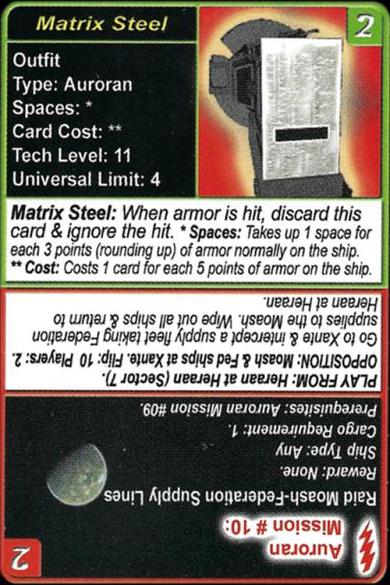 Matrix Steel
2
Outfit
Type: Auroran
Spaces: *
Card Cost: **
Tech Level: 11
Universal Limit: 4
Matrix Steel: When armor is hit, discard this
card & ignore the hit. * Spaces: Takes up 1 space for
each 3 points (rounding up) of armor normally on the ship.
** Cost: Costs 1 card for each 5 points of armor on the ship.
2
Auroran
Mission # 10:
Raid Moash-Federation Supply Lines
Reward: None.
Ship Type: Any
Cargo Requirement: 1.
Prerequisites: Auroran Mission #09.
PLAY FROM: Heraan at Heraan (Sector 7).
OPPOSITION: Moash & Fed ships at Xante. Flip: 10 Players: 2.
Go to Xante & intercept a supply fleet taking Federation
supplies to the Moash. Wipe out all ships & return to
Heraan at Heraan.